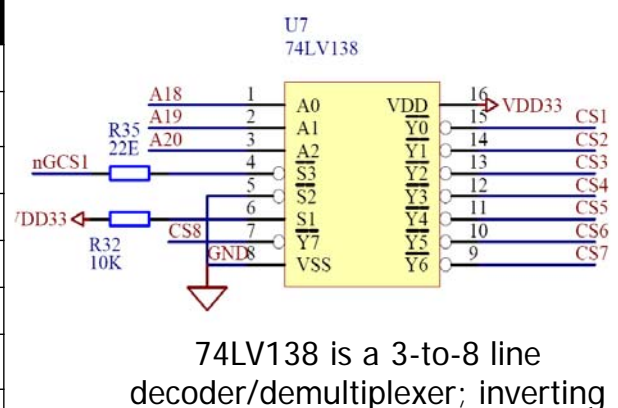 U7
74LV138
A18 1 A0 VDD 16 VDD33
A19 2 A1 Y0 15 CS1
R35
22E
A20 3 A2 Y1 14 CS2
nGCS1 4 S3 Y2 13 CS3
5 S2 Y3 12 CS4
VDD33 6 S1 Y4 11 CS5
R32
10K
CS8 7 Y7 Y5 10 CS6
GND 8 VSS Y6 9 CS7
74LV138 is a 3-to-8 line
decoder/demultiplexer; inverting